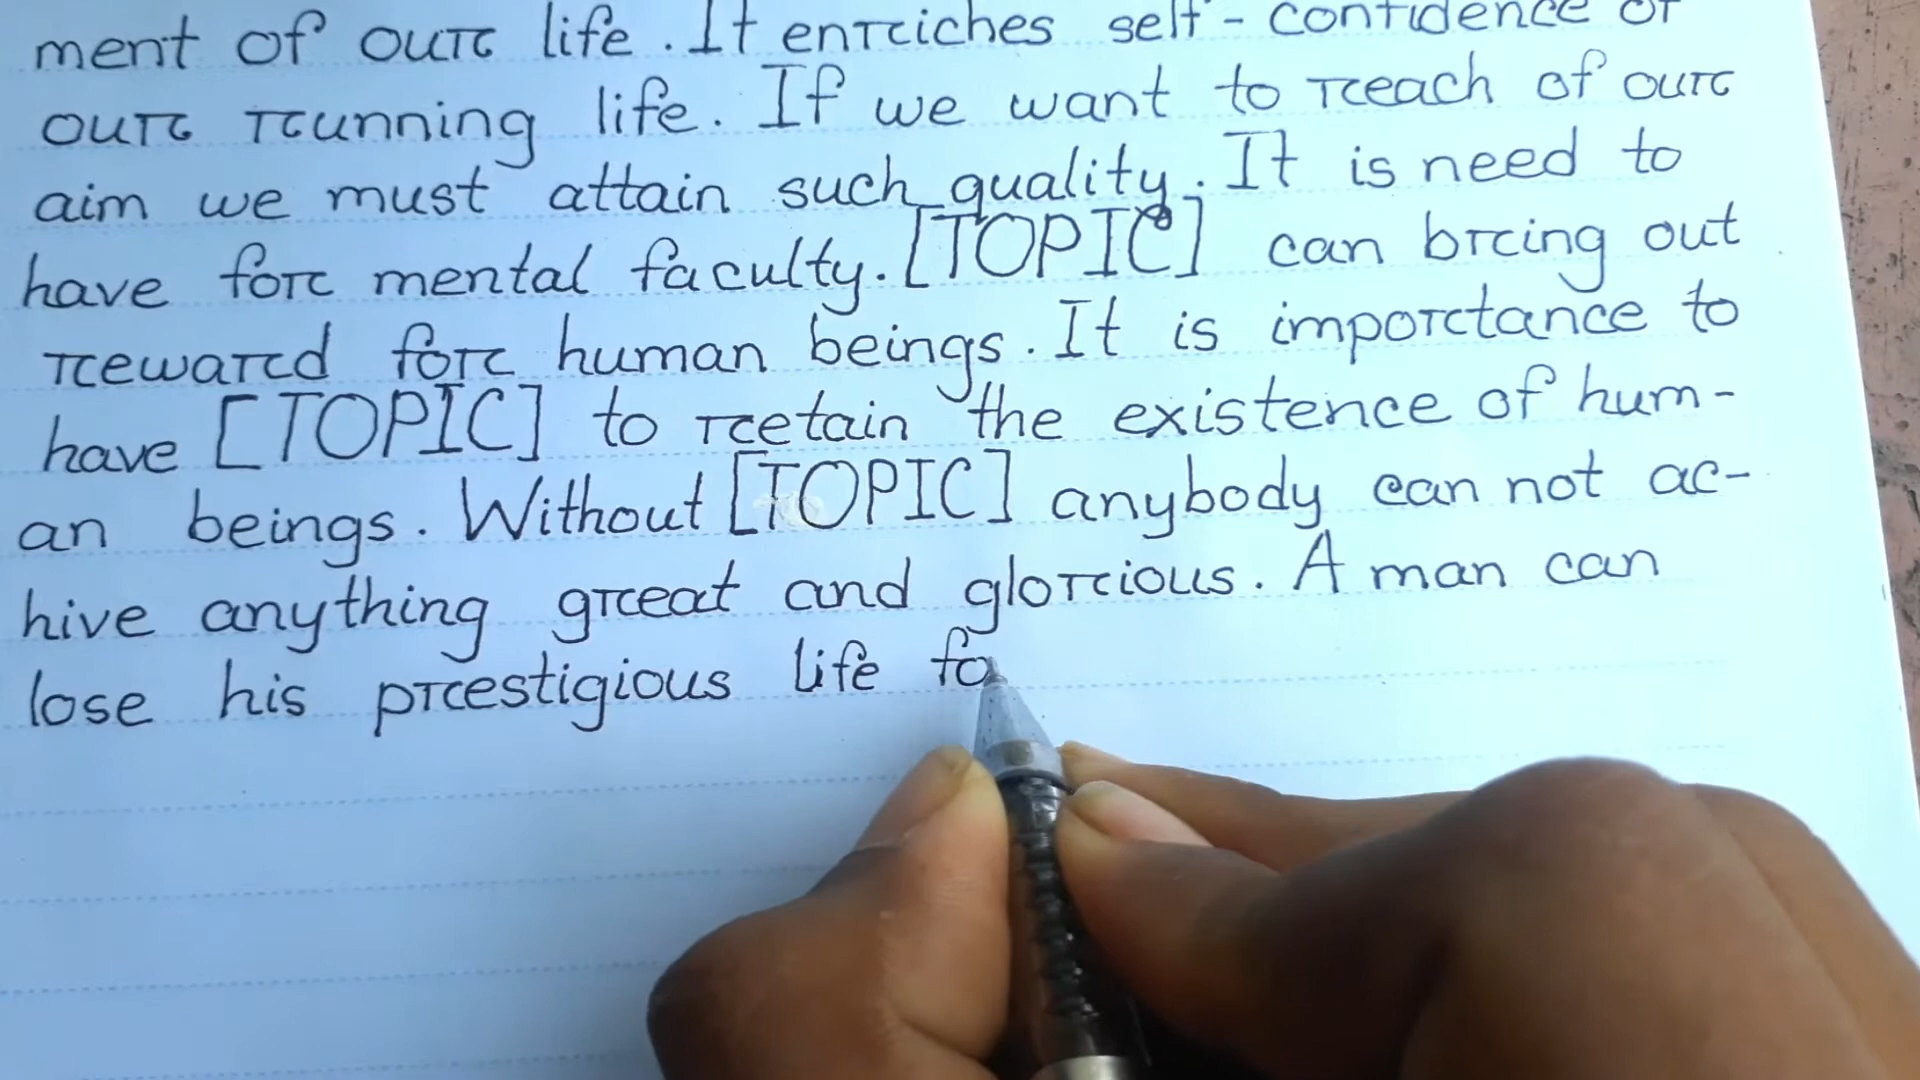 ment of our life. It enriches self-confidence of
our running life. If we want to reach of our
aim we must attain such quality. It is need to
have for mental faculty. [TOPIC] can bring out
reward for human beings. It is importance to
have [TOPIC] to retain the existence of hum-
an beings. Without [TOPIC] anybody can not ac-
hive anything great and glorious. A man can
lose his prestigious life fo